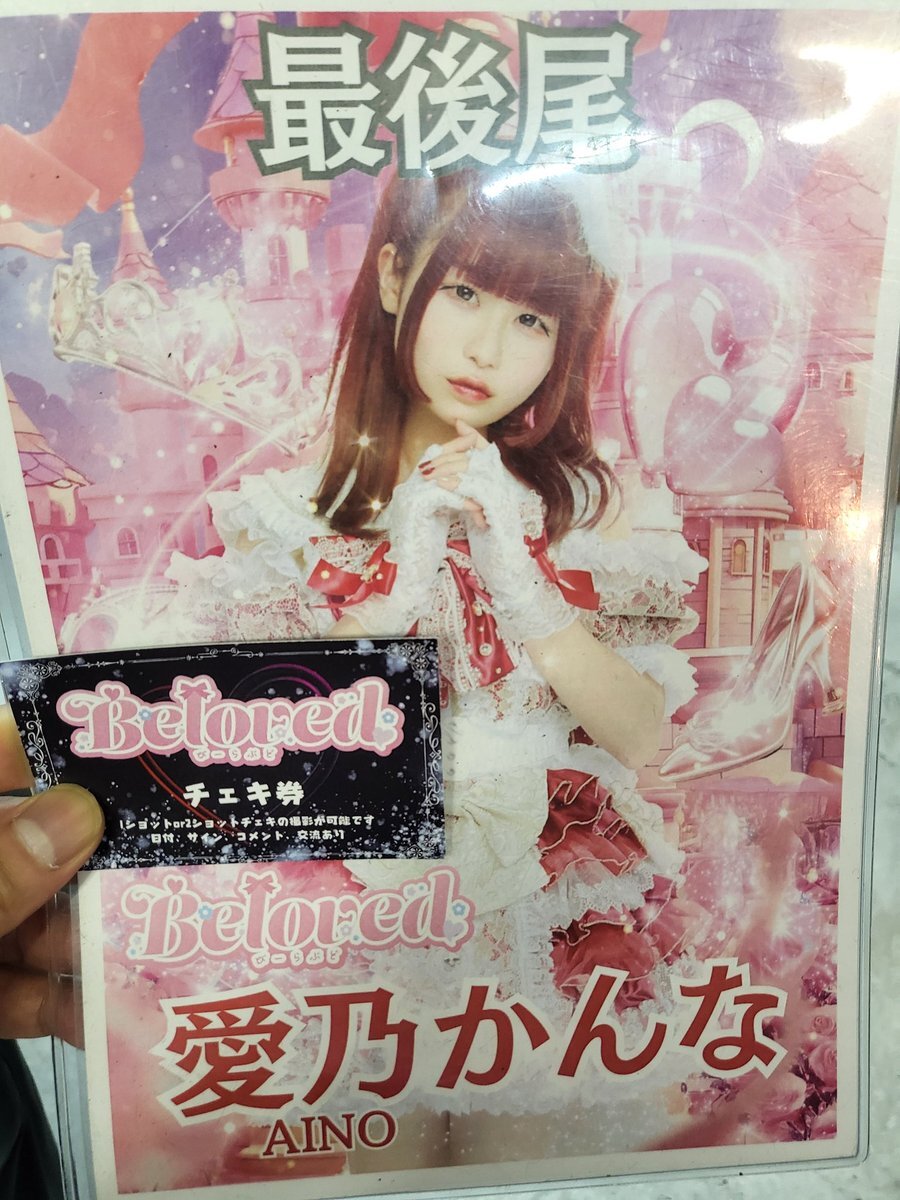 最後尾
Beloved
びーらぶど
チェキ券
1ショットor2ショットチェキの撮影が可能です
日付・サイン・コメント・交流あり
Beloved
びーらぶど
愛乃かんな
AINO